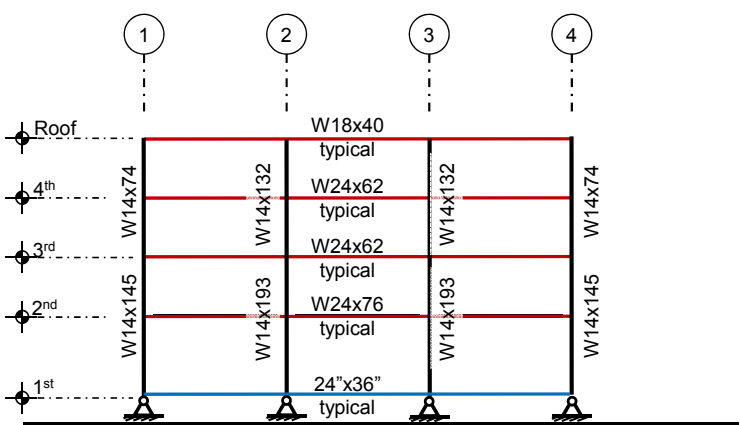 1 2 3 4
Roof
W18x40
typical
W14x74
W14x132
W14x132
W14x74
4th
W24x62
typical
3rd
W24x62
typical
W14x145
W14x193
W14x193
W14x145
2nd
W24x76
typical
1st
24”x36”
typical